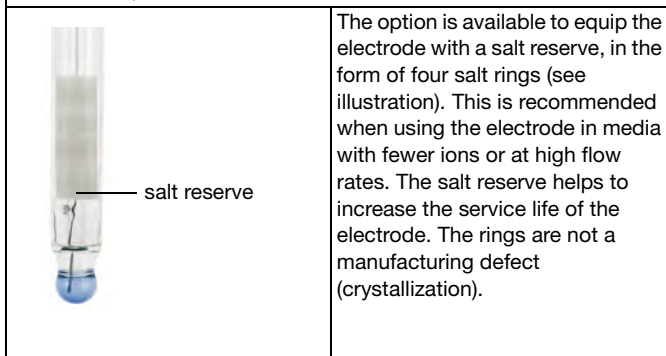 salt reserve
The option is available to equip the
electrode with a salt reserve, in the
form of four salt rings (see
illustration). This is recommended
when using the electrode in media
with fewer ions or at high flow
rates. The salt reserve helps to
increase the service life of the
electrode. The rings are not a
manufacturing defect
(crystallization).